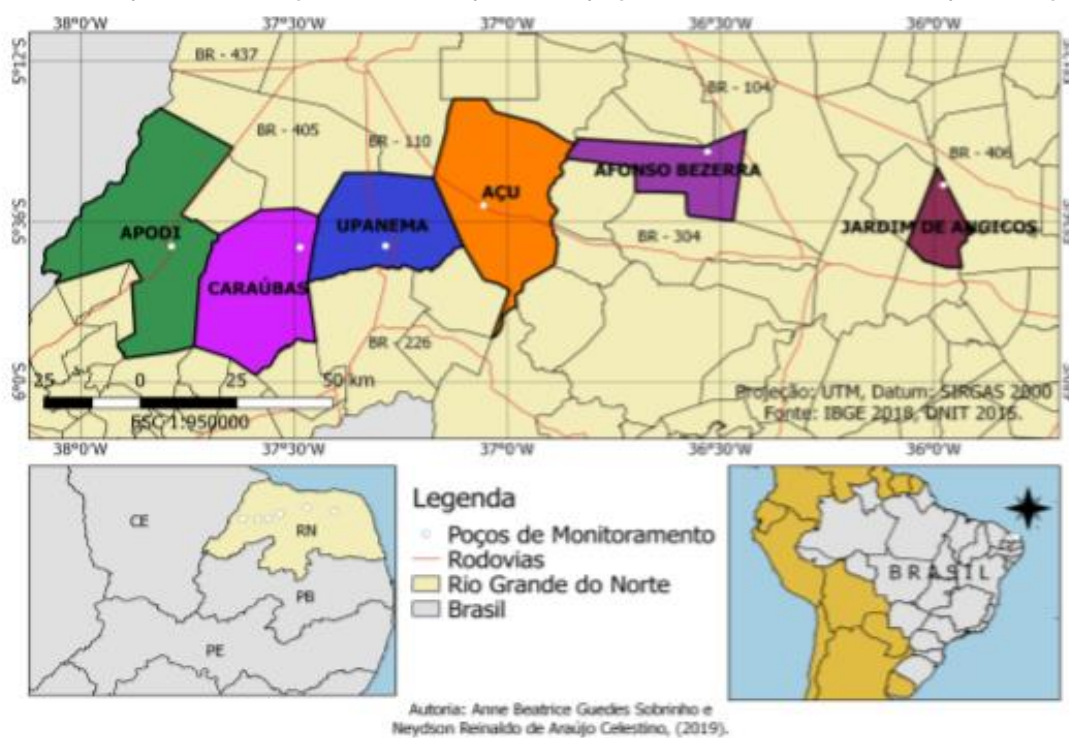 38°0'W 37°30'W 37°0'W 36°30'W 36°0'W
5°12'S
BR - 437
BR - 104
BR - 405
BR - 110
BR - 406
AFONSO BEZERRA
AÇU
5°36'S
APODI
UPANEMA
JARDIM DE ANGICOS
BR - 304
CARAÚBAS
BR - 226
25 0 25 50 km
6°0'S
ESC 1:950000
Projeção: UTM, Datum: SIRGAS 2000
Fonte: IBGE 2018, DNIT 2015.
38°0'W 37°30'W 37°0'W 36°30'W 36°0'W
CE
RN
PB
PE
Legenda
Poços de Monitoramento
Rodovias
Rio Grande do Norte
Brasil
BRASIL
Autoria: Anne Beatrice Guedes Sobrinho e
Neydson Reinaldo de Araújo Celestino, (2019).